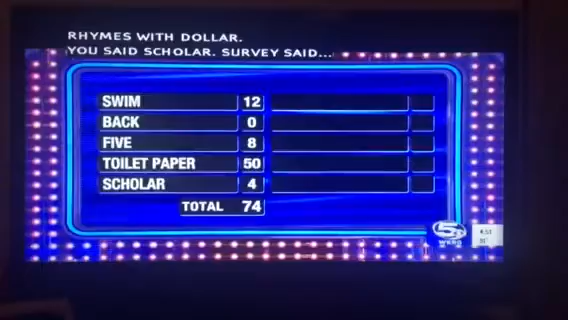 RHYMES WITH DOLLAR.
YOU SAID SCHOLAR. SURVEY SAID...
SWIM 12
BACK 0
FIVE 8
TOILET PAPER 50
SCHOLAR 4
TOTAL 74
5
WKRG